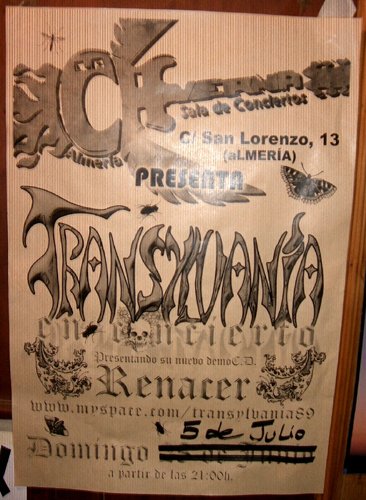 CaVERNA
Sala de Conciertos
Almería
C/ San Lorenzo, 13
(aLMERÍA)
PRESENTA
TRANSYLVANIA
en concierto
Presentando su nuevo demoC.D.
Renacer
www.myspace.com/transylvania89
5 de Julio
Domingo
a partir de las 21:00h.